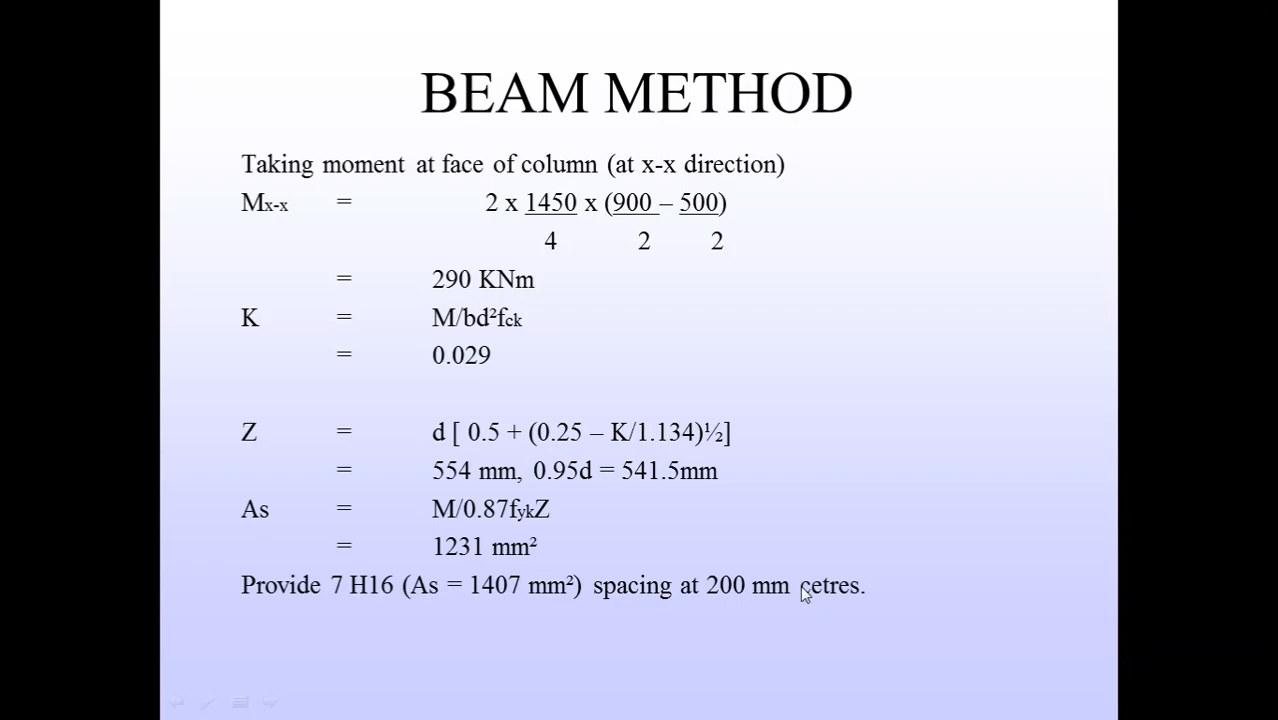 BEAM METHOD
Taking moment at face of column (at x-x direction)
Mx-x = 2 x 1450 x (900 – 500)
4 2 2
= 290 KNm
K = M/bd²fck
= 0.029
Z = d [ 0.5 + (0.25 – K/1.134)½]
= 554 mm, 0.95d = 541.5mm
As = M/0.87fykZ
= 1231 mm²
Provide 7 H16 (As = 1407 mm²) spacing at 200 mm cetres.